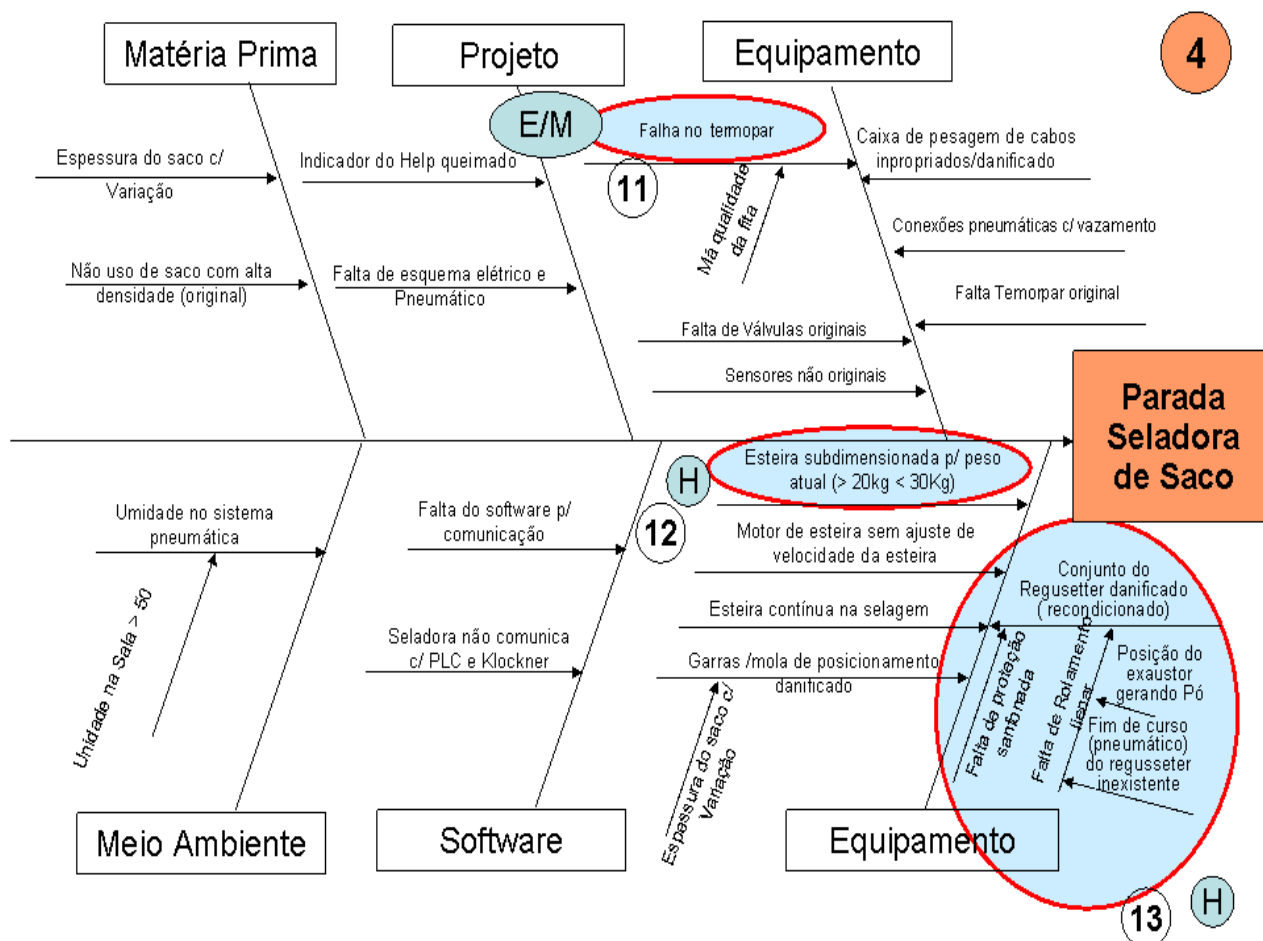 Matéria Prima
Projeto
Equipamento
4
E/M
Falha no termopar
11
Espessura do saco c/
Variação
Não uso de saco com alta
densidade (original)
Indicador do Help queimado
Falta de esquema elétrico e
Pneumático
Má qualidade
da fita
Caixa de pesagem de cabos
inpropriados/danificado
Conexões pneumáticas c/ vazamento
Falta Temorpar original
Falta de Válvulas originais
Sensores não originais
Parada
Seladora
de Saco
Umidade no sistema
pneumática
Unidade na Sala > 50
Falta do software p/
comunicação
Seladora não comunica
c/ PLC e Klockner
H
12
Esteira subdimensionada p/ peso
atual (> 20kg < 30Kg)
Motor de esteira sem ajuste de
velocidade da esteira
Esteira contínua na selagem
Garras /mola de posicionamento
danificado
Espassura do saco c/
Variação
Conjunto do
Regusetter danificado
( recondicionado)
Falta de proteção
sanfonada
Falta de Rolamento
lienar
Posição do
exaustor
gerando Pó
Fim de curso
(pneumático)
do regusseter
inexistente
Meio Ambiente
Software
Equipamento
13
H